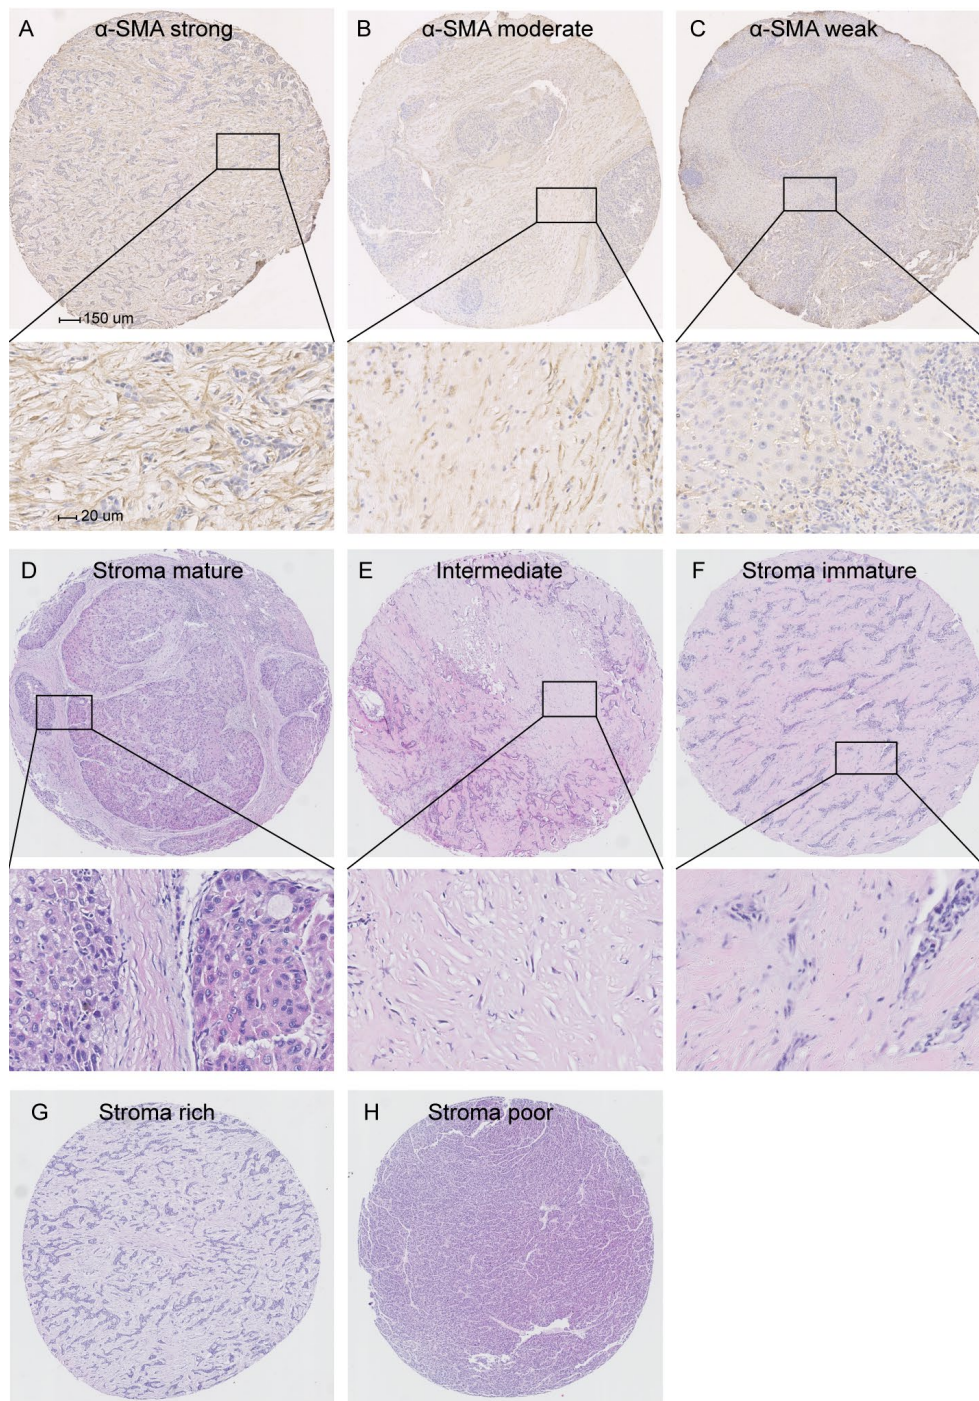 A α-SMA strong
B α-SMA moderate
C α-SMA weak
150 um
20 um
D Stroma mature
E Intermediate
F Stroma immature
G Stroma rich
H Stroma poor